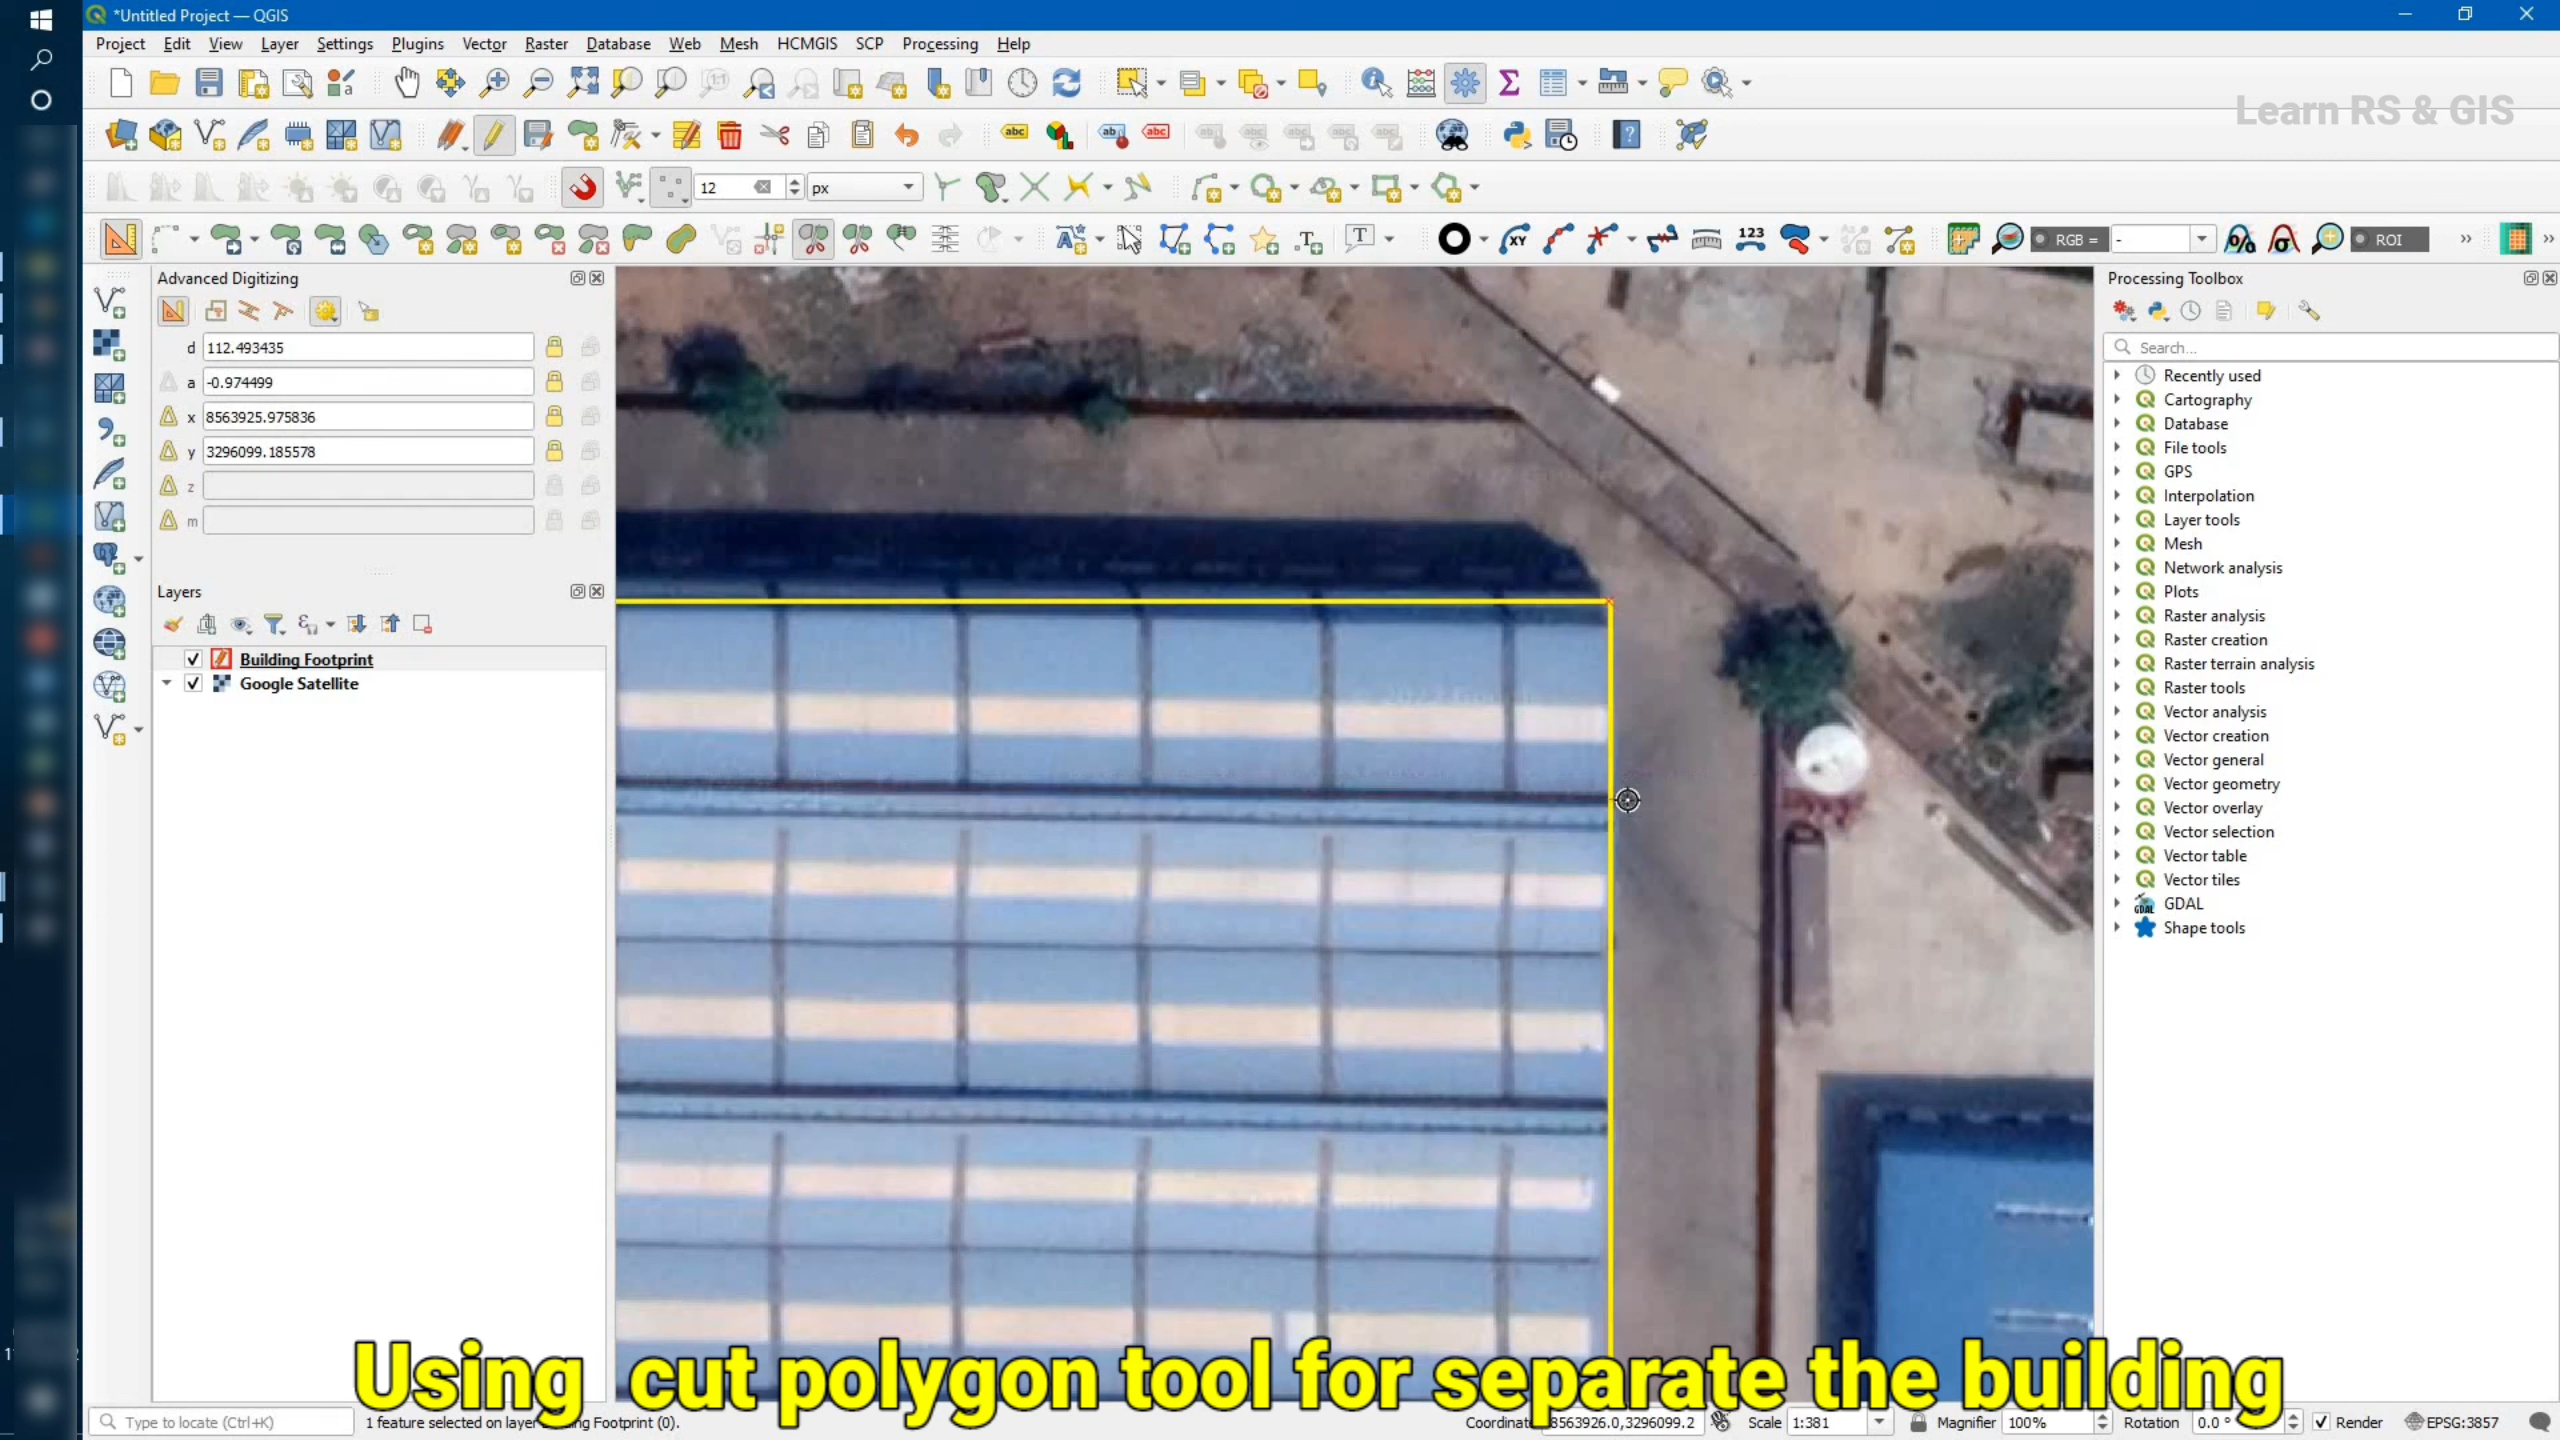 *Untitled Project — QGIS
Project Edit View Layer Settings Plugins Vector Raster Database Web Mesh HCMGIS SCP Processing Help
Learn RS & GIS
12 px
RGB = - ROI
Advanced Digitizing
d 112.493435
a -0.974499
x 8563925.975836
y 3296099.185578
z
m
Layers
Building Footprint
Google Satellite
Processing Toolbox
Search...
Recently used
Cartography
Database
File tools
GPS
Interpolation
Layer tools
Mesh
Network analysis
Plots
Raster analysis
Raster creation
Raster terrain analysis
Raster tools
Vector analysis
Vector creation
Vector general
Vector geometry
Vector overlay
Vector selection
Vector table
Vector tiles
GDAL
Shape tools
Using cut polygon tool for separate the building
Type to locate (Ctrl+K) 1 feature selected on layer Building Footprint (0). Coordinate 8563926.0,3296099.2 Scale 1:381 Magnifier 100% Rotation 0.0 ° Render EPSG:3857